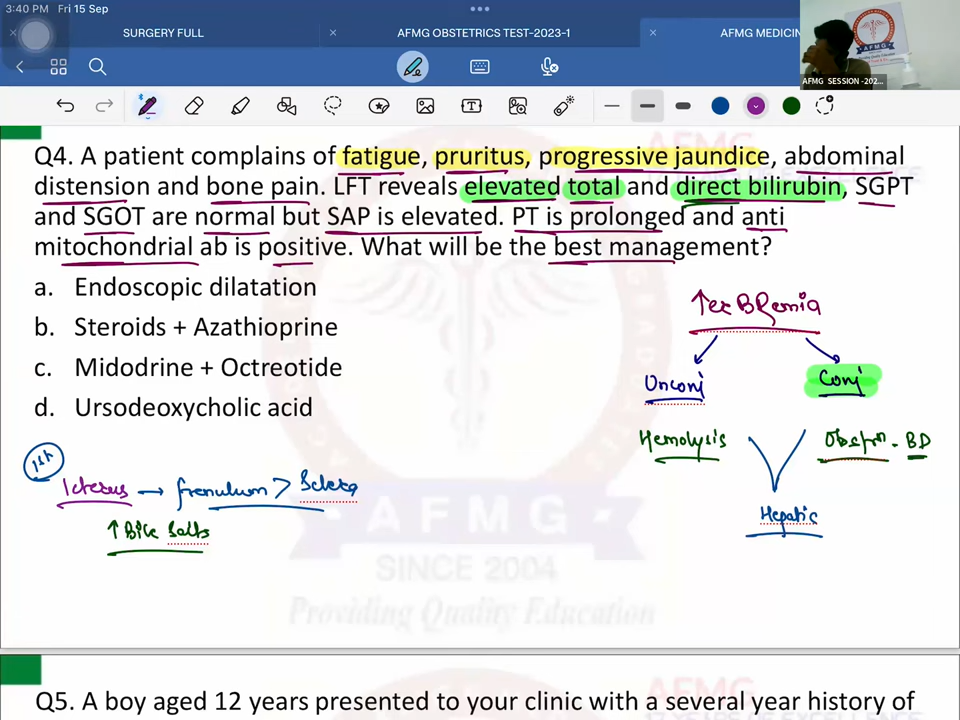 3:40 PM Fri 15 Sep
SURGERY FULL
AFMG OBSTETRICS TEST-2023-1
AFMG MEDICIN
AFMG SESSION -202...
Q4. A patient complains of fatigue, pruritus, progressive jaundice, abdominal
distension and bone pain. LFT reveals elevated total and direct bilirubin, SGPT
and SGOT are normal but SAP is elevated. PT is prolonged and anti
mitochondrial ab is positive. What will be the best management?
a. Endoscopic dilatation
b. Steroids + Azathioprine
c. Midodrine + Octreotide
d. Ursodeoxycholic acid
Unconj
Conj
Hemolysis
BD
Hepatic
1st
Icterus → frenulum > Sclera
↑ Bile Salts
AFMG
SINCE 2004
Providing Quality Education
Q5. A boy aged 12 years presented to your clinic with a several year history of